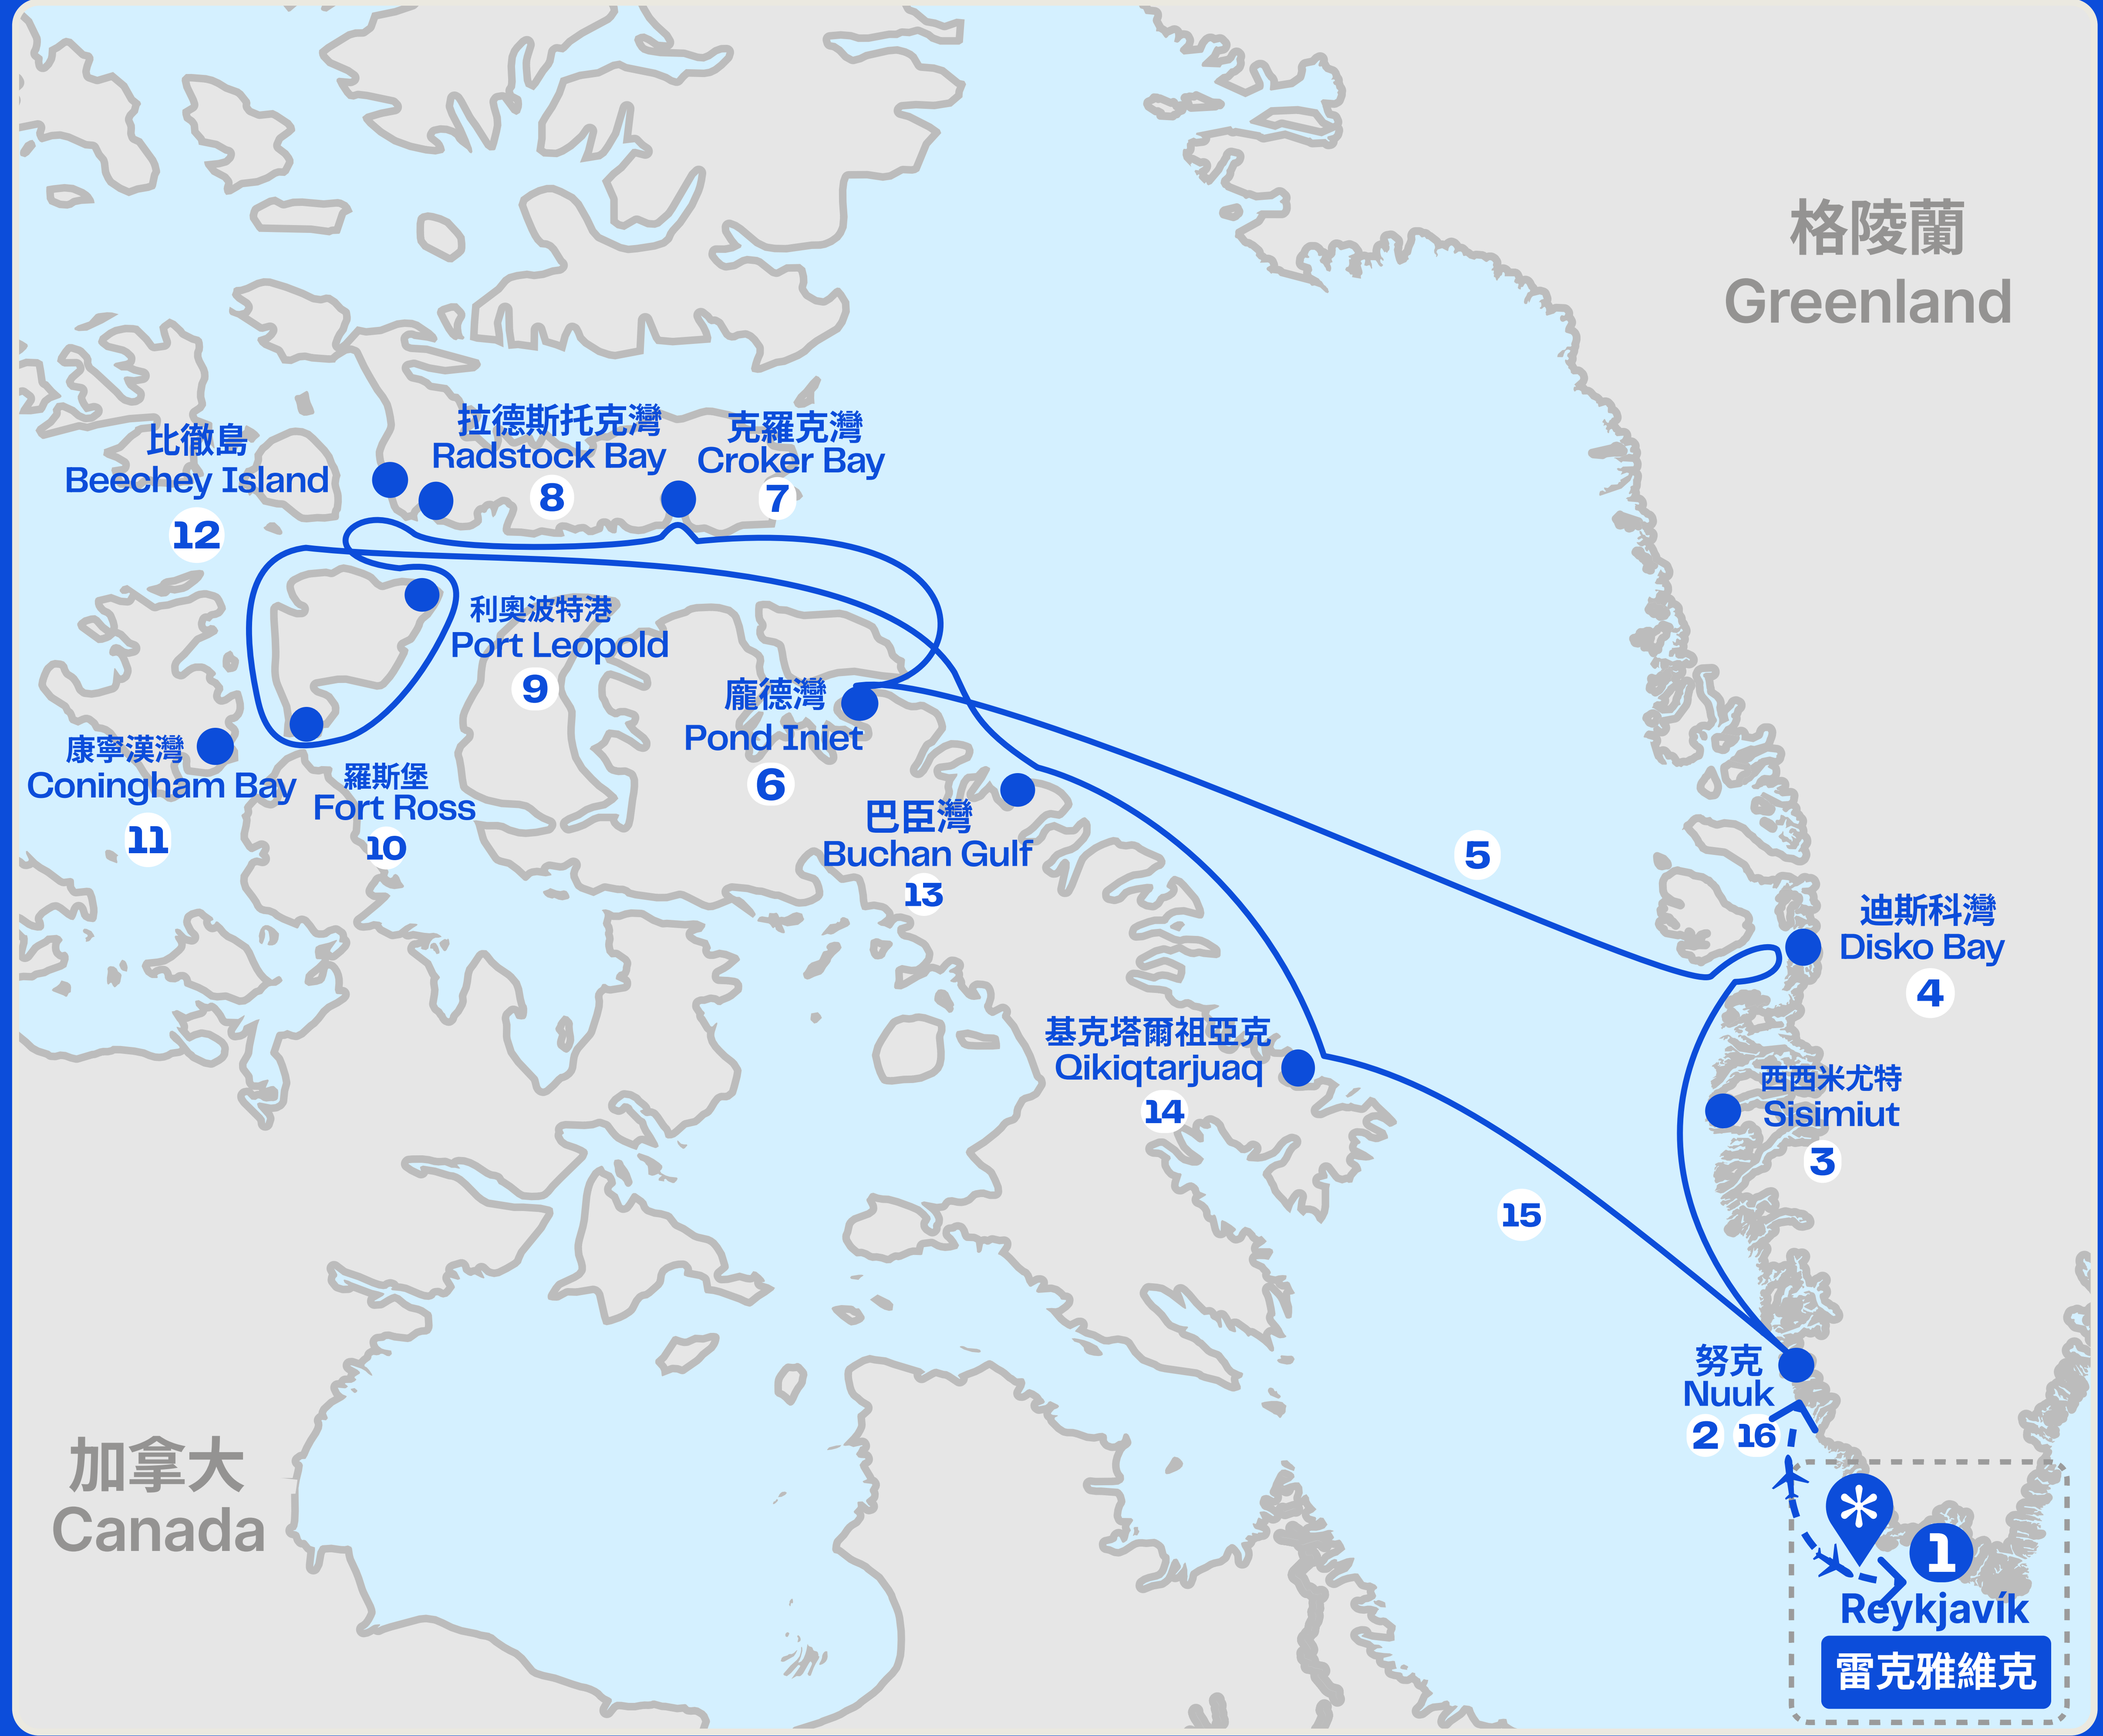 格陵蘭
Greenland
比徹島
Beechey Island
12
拉德斯托克灣
Radstock Bay
8
克羅克灣
Croker Bay
7
利奧波特港
Port Leopold
9
龐德灣
Pond Iniet
6
康寧漢灣
Coningham Bay
11
羅斯堡
Fort Ross
10
巴臣灣
Buchan Gulf
13
5
迪斯科灣
Disko Bay
4
基克塔爾祖亞克
Qikiqtarjuaq
14
西西米尤特
Sisimiut
3
15
努克
Nuuk
2 16
加拿大
Canada
1
Reykjavík
雷克雅維克